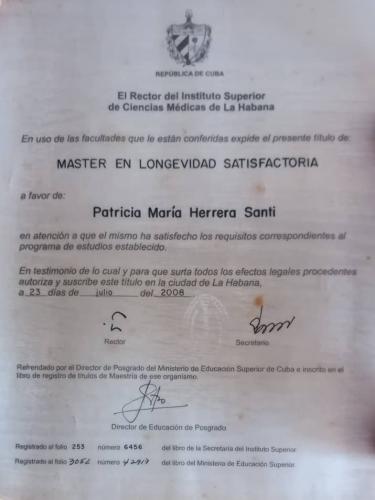 REPÚBLICA DE CUBA
El Rector del Instituto Superior
de Ciencias Médicas de La Habana
En uso de las facultades que le están conferidas expide el presente título de:
MASTER EN LONGEVIDAD SATISFACTORIA
a favor de:
Patricia María Herrera Santi
en atención a que el mismo ha satisfecho los requisitos correspondientes al
programa de estudios establecido.
En testimonio de lo cual y para que surta todos los efectos legales procedentes
autoriza y suscribe este título en la ciudad de La Habana,
a 23 días de julio del 2008
Rector Secretario
Refrendado por el Director de Posgrado del Ministerio de Educación Superior de Cuba e inscrito en el
libro de registro de títulos de Maestría de ese organismo.
Director de Educación de Posgrado
Registrado al folio 253 número 6456 del libro de la Secretaría del Instituto Superior.
Registrado al folio número del libro del Ministerio de Educación Superior.